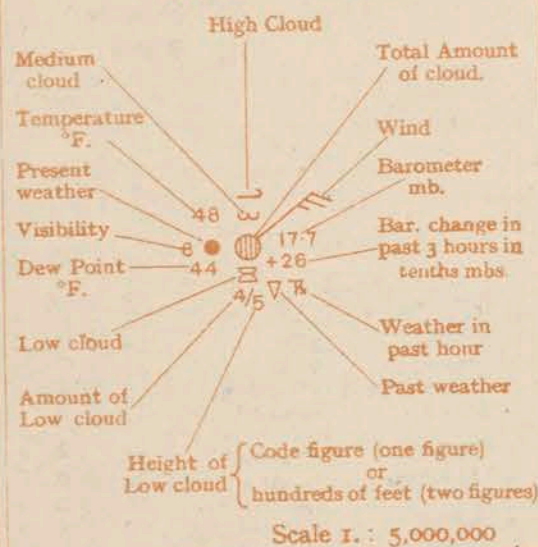 High Cloud
Medium
cloud
Total Amount
of cloud.
Temperature
°F.
Wind
Present
weather
Barometer
mb.
48
Visibility
6
17·7
Bar. change in
past 3 hours in
tenths mbs.
+26
Dew Point
°F.
44
4/5
Low cloud
Weather in
past hour
Amount of
Low cloud
Past weather
Height of
Low cloud
Code figure (one figure)
or
hundreds of feet (two figures)
Scale 1. : 5,000,000